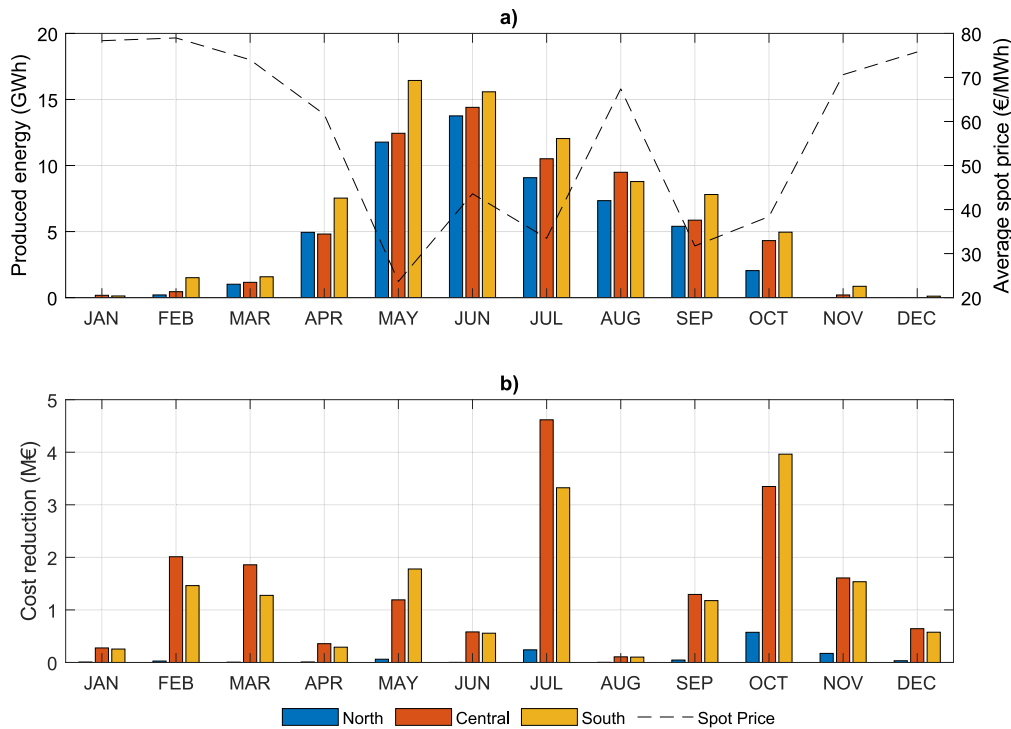 a)
Produced energy (GWh)
20
15
10
5
0
80
70
60
50
40
30
20
Average spot price (€/MWh)
JAN FEB MAR APR MAY JUN JUL AUG SEP OCT NOV DEC
b)
Cost reduction (M€)
5
4
3
2
1
0
JAN FEB MAR APR MAY JUN JUL AUG SEP OCT NOV DEC
North Central South Spot Price